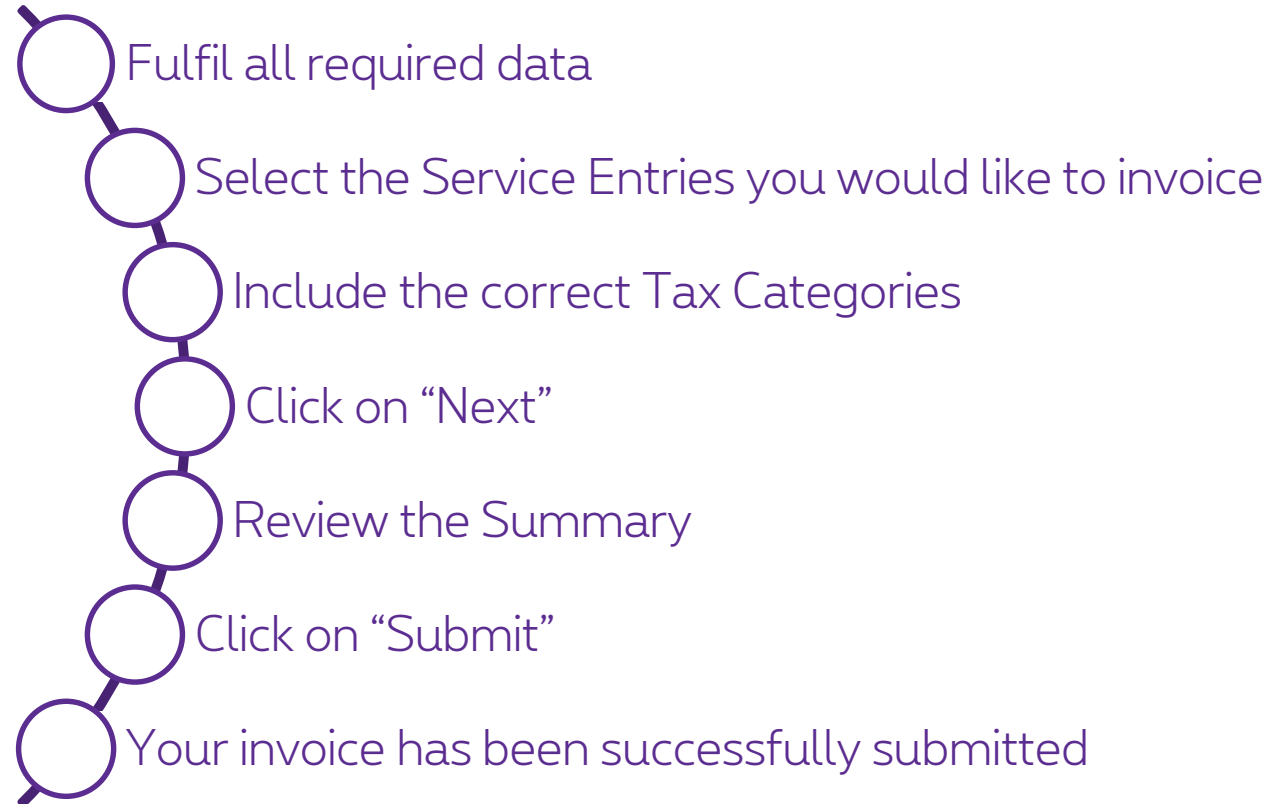 Fulfil all required data
Select the Service Entries you would like to invoice
Include the correct Tax Categories
Click on “Next”
Review the Summary
Click on “Submit”
Your invoice has been successfully submitted